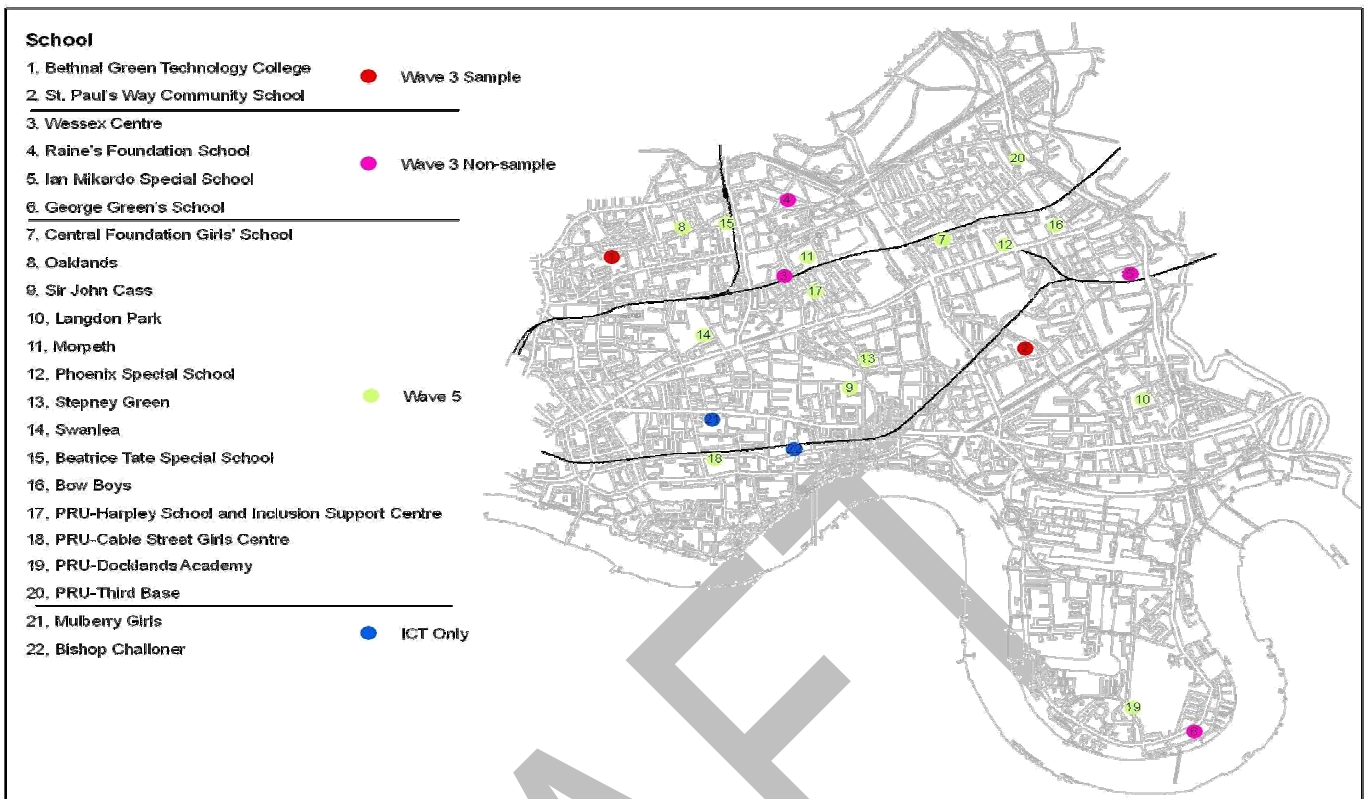 School
1, Bethnal Green Technology College
2, St. Paul's Way Community School
Wave 3 Sample
3, Wessex Centre
4, Raine's Foundation School
5, Ian Mikardo Special School
6, George Green's School
Wave 3 Non-sample
7, Central Foundation Girls' School
8, Oaklands
9, Sir John Cass
10, Langdon Park
11, Morpeth
12, Phoenix Special School
13, Stepney Green
14, Swanlea
15, Beatrice Tate Special School
16, Bow Boys
17, PRU-Harpley School and Inclusion Support Centre
18, PRU-Cable Street Girls Centre
19, PRU-Docklands Academy
20, PRU-Third Base
Wave 5
21, Mulberry Girls
22, Bishop Challoner
ICT Only
20
4
8
15
16
7
12
11
3
17
5
14
13
9
10
21
18
19
6